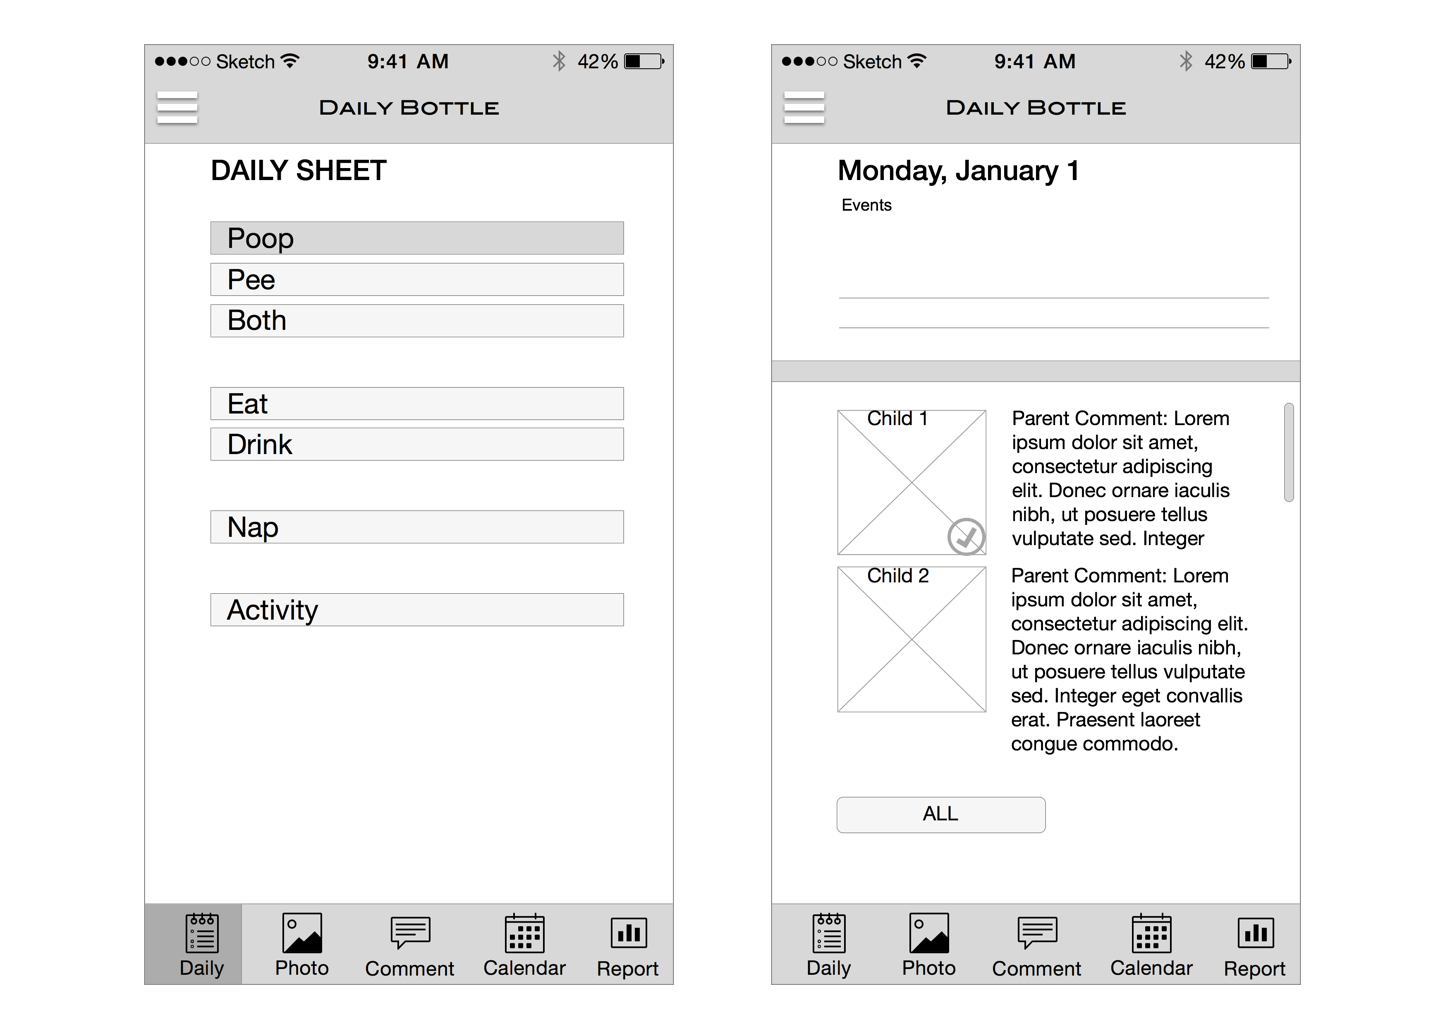 Sketch 9:41 AM 42%
DAILY BOTTLE
DAILY SHEET
Poop
Pee
Both
Eat
Drink
Nap
Activity
Daily Photo Comment Calendar Report
Sketch 9:41 AM 42%
DAILY BOTTLE
Monday, January 1
Events
Child 1
Parent Comment: Lorem
ipsum dolor sit amet,
consectetur adipiscing
elit. Donec ornare iaculis
nibh, ut posuere tellus
vulputate sed. Integer
Child 2
Parent Comment: Lorem
ipsum dolor sit amet,
consectetur adipiscing elit.
Donec ornare iaculis nibh,
ut posuere tellus vulputate
sed. Integer eget convallis
erat. Praesent laoreet
congue commodo.
ALL
Daily Photo Comment Calendar Report